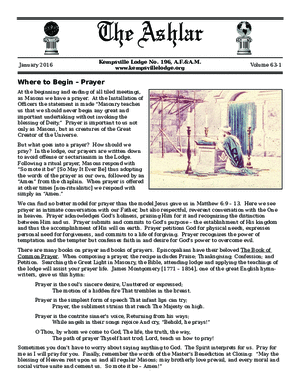 The Ashlar
Kempsville Lodge No. 196, A.F.&A.M.
January 2016
www.kempsvillelodge.org
Volume 63-1
Where to Begin – Prayer
At the beginning and ending of all tiled meetings,
as Masons we have a prayer. At the Installation of
Officers the statement is made "Masonry teaches
us that we should never begin any great and
important undertaking without invoking the
blessing of Deity." Prayer is important to us not
only as Masons, but as creatures of the Great
Creator of the Universe.
But what goes into a prayer? How should we
pray? In the lodge, our prayers are written down
to avoid offense or sectarianism in the Lodge.
Following a ritual prayer, Masons respond with
"So mote it be" [So May It Ever Be] thus adopting
the words of the prayer as our own, followed by an
"Amen" from the chaplain. When prayer is offered
at other times [non-ritualistic] we respond with
simply an "Amen."
We can find no better model for prayer than the model Jesus gave us in Matthew 6:9 – 13. Here we see
prayer as intimate conversation with our Father, but also respectful, reverent conversation with the One
in heaven. Prayer acknowledges God's holiness, praising Him for it and recognizing the distinction
between Him and us. Prayer submits and commits to God's purpose – the establishment of His kingdom
and thus the accomplishment of His will on earth. Prayer petitions God for physical needs, expresses
personal need for forgiveness, and commits to a life of forgiving. Prayer recognizes the power of
temptation and the tempter but confesses faith in and desire for God's power to overcome evil.
There are many books on prayer and books of prayers. Episcopalians have their beloved The Book of
Common Prayer. When composing a prayer, the recipe includes Praise, Thanksgiving, Confession, and
Petition. Searching the Great Light in Masonry, the Bible, attending lodge and applying the teachings of
the lodge will assist your prayer life. James Montgomery [1771 – 1854], one of the great English hymn-
writers, gave us this hymn:
Prayer is the soul's sincere desire, Unuttered or expressed;
The motion of a hidden fire That trembles in the breast.
Prayer is the simplest form of speech That infant lips can try;
Prayer, the sublimest strains that reach The Majesty on high.
Prayer is the contrite sinner's voice, Returning from his ways;
While angels in their songs rejoice And cry, "Behold, he prays!"
O Thou, by whom we come to God, The life, the truth, the way,
The path of prayer Thyself hast trod; Lord, teach us how to pray!
Sometimes you don't have to worry about saying anything to God. The Spirit interprets for us. Pray for
me as I will pray for you. Finally, remember the words of the Master's Benediction at Closing: "May the
blessing of Heaven rest upon us and all regular Masons; may brotherly love prevail, and every moral and
social virtue unite and cement us. So mote it be – Amen!"